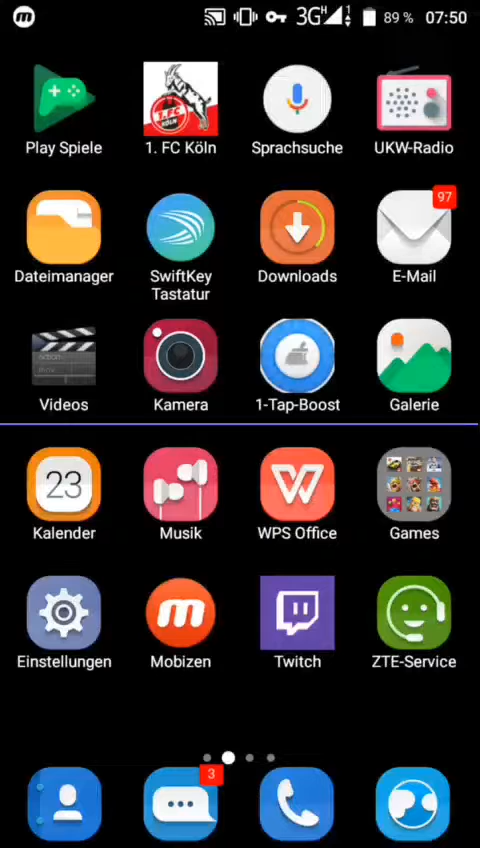 3G H 1 89 % 07:50
Play Spiele
1. FC Köln
Sprachsuche
UKW-Radio
97
Dateimanager
SwiftKey
Tastatur
Downloads
E-Mail
Videos
Kamera
1-Tap-Boost
Galerie
23
Kalender
Musik
WPS Office
Games
Einstellungen
Mobizen
Twitch
ZTE-Service
3